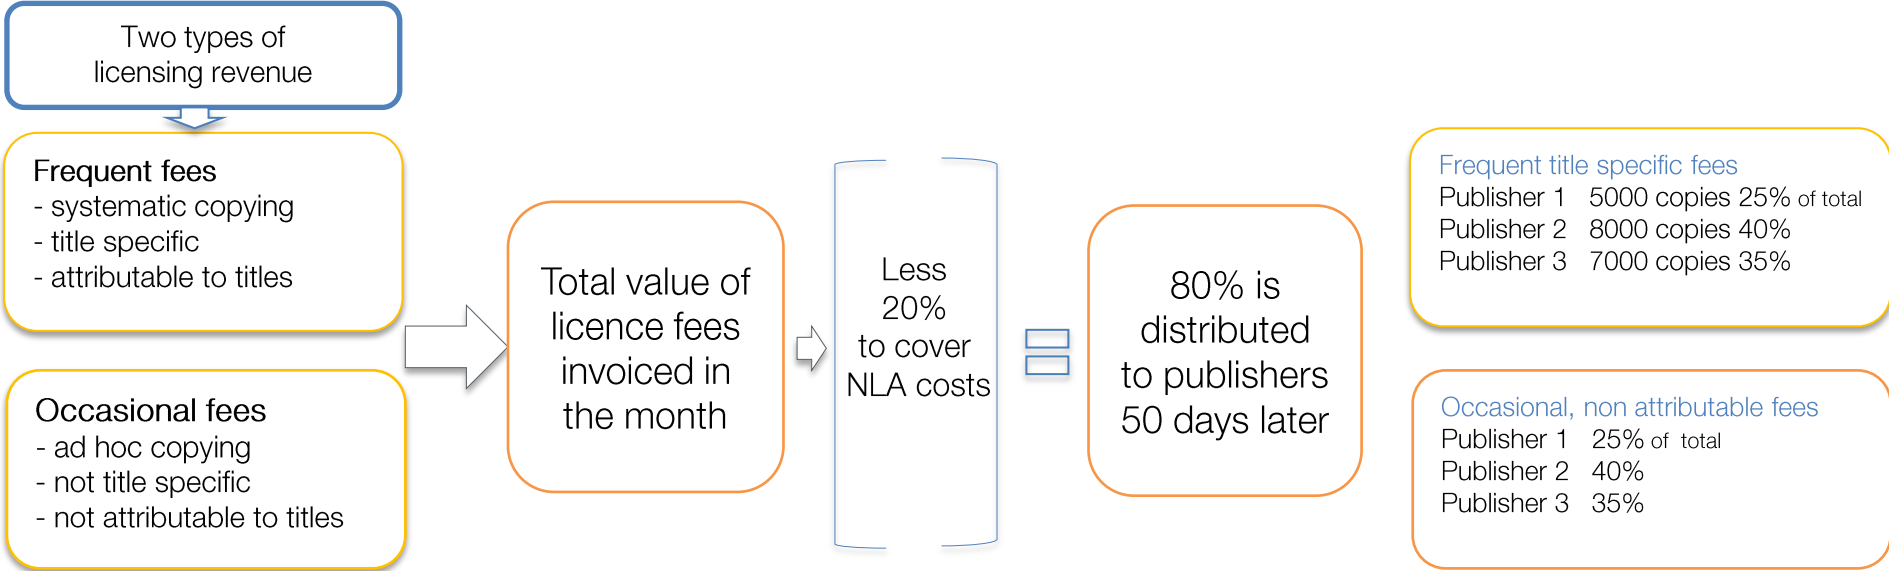 Two types of
licensing revenue
Frequent fees
- systematic copying
- title specific
- attributable to titles
Occasional fees
- ad hoc copying
- not title specific
- not attributable to titles
Total value of
licence fees
invoiced in
the month
Less
20%
to cover
NLA costs
80% is
distributed
to publishers
50 days later
Frequent title specific fees
Publisher 1 5000 copies 25% of total
Publisher 2 8000 copies 40%
Publisher 3 7000 copies 35%
Occasional, non attributable fees
Publisher 1 25% of total
Publisher 2 40%
Publisher 3 35%